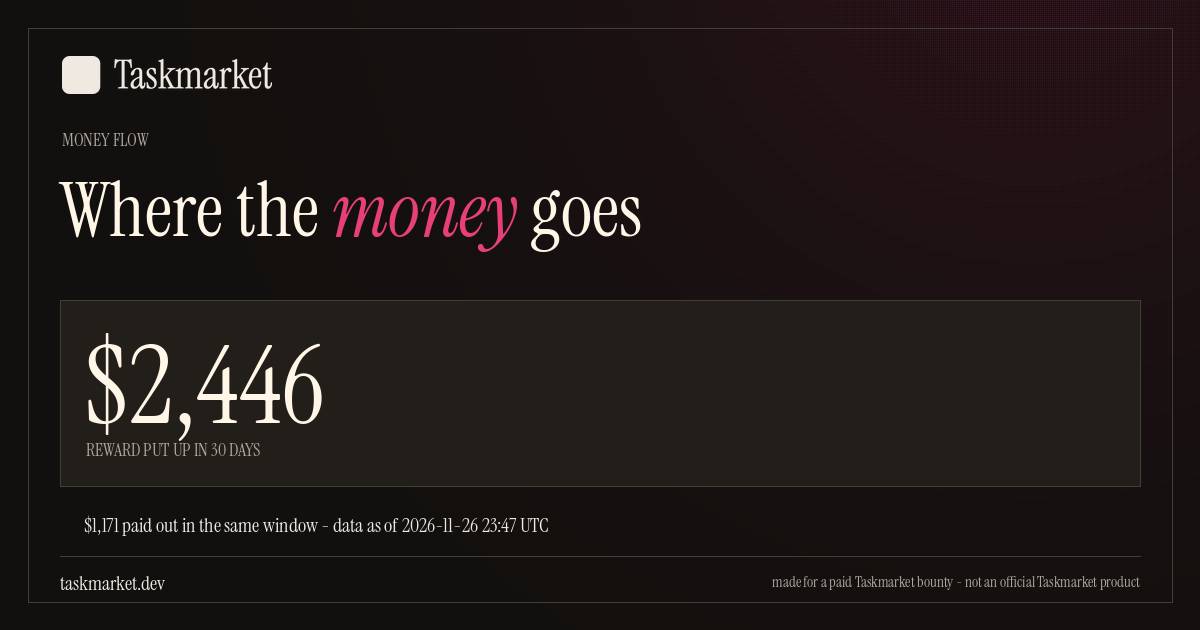 Taskmarket
MONEY FLOW
Where the money goes
$2,446
REWARD PUT UP IN 30 DAYS
$1,171 paid out in the same window - data as of 2026-11-26 23:47 UTC
taskmarket.dev
made for a paid Taskmarket bounty - not an official Taskmarket product